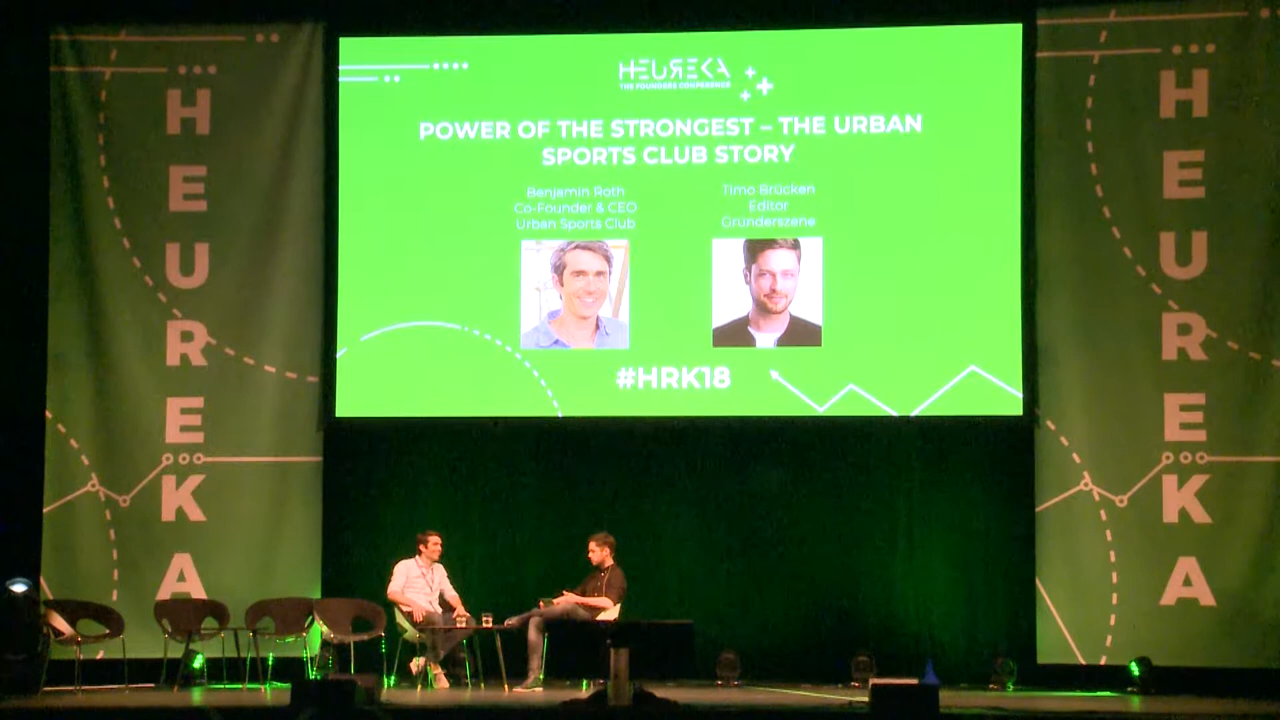 HEUREKA
HEUREKA
THE FOUNDERS CONFERENCE
POWER OF THE STRONGEST – THE URBAN
SPORTS CLUB STORY
Benjamin Roth
Co-Founder & CEO
Urban Sports Club
Timo Brücken
Editor
Gründerszene
#HRK18
HEUREKA